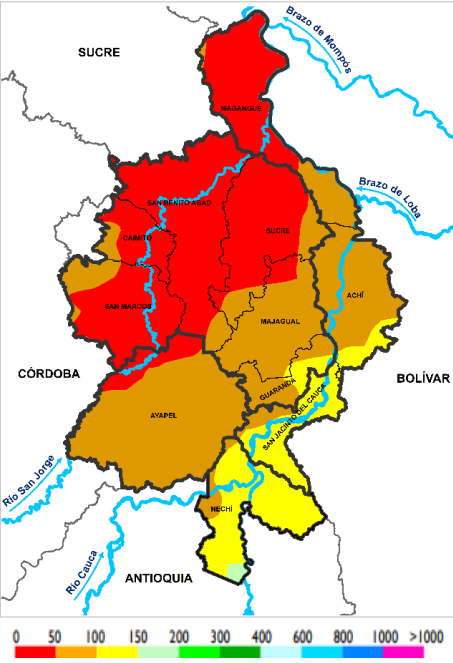 Brazo de Mompós
SUCRE
MAGANGUÉ
Brazo de Loba
SAN BENITO ABAD
CAIMITO
SUCRE
SAN MARCOS
ACHÍ
MAJAGUAL
CÓRDOBA
BOLÍVAR
GUARANDA
AYAPEL
SAN JACINTO DEL CAUCA
Río San Jorge
NECHÍ
Río Cauca
ANTIOQUIA
0 50 100 150 200 300 400 600 800 1000 >1000